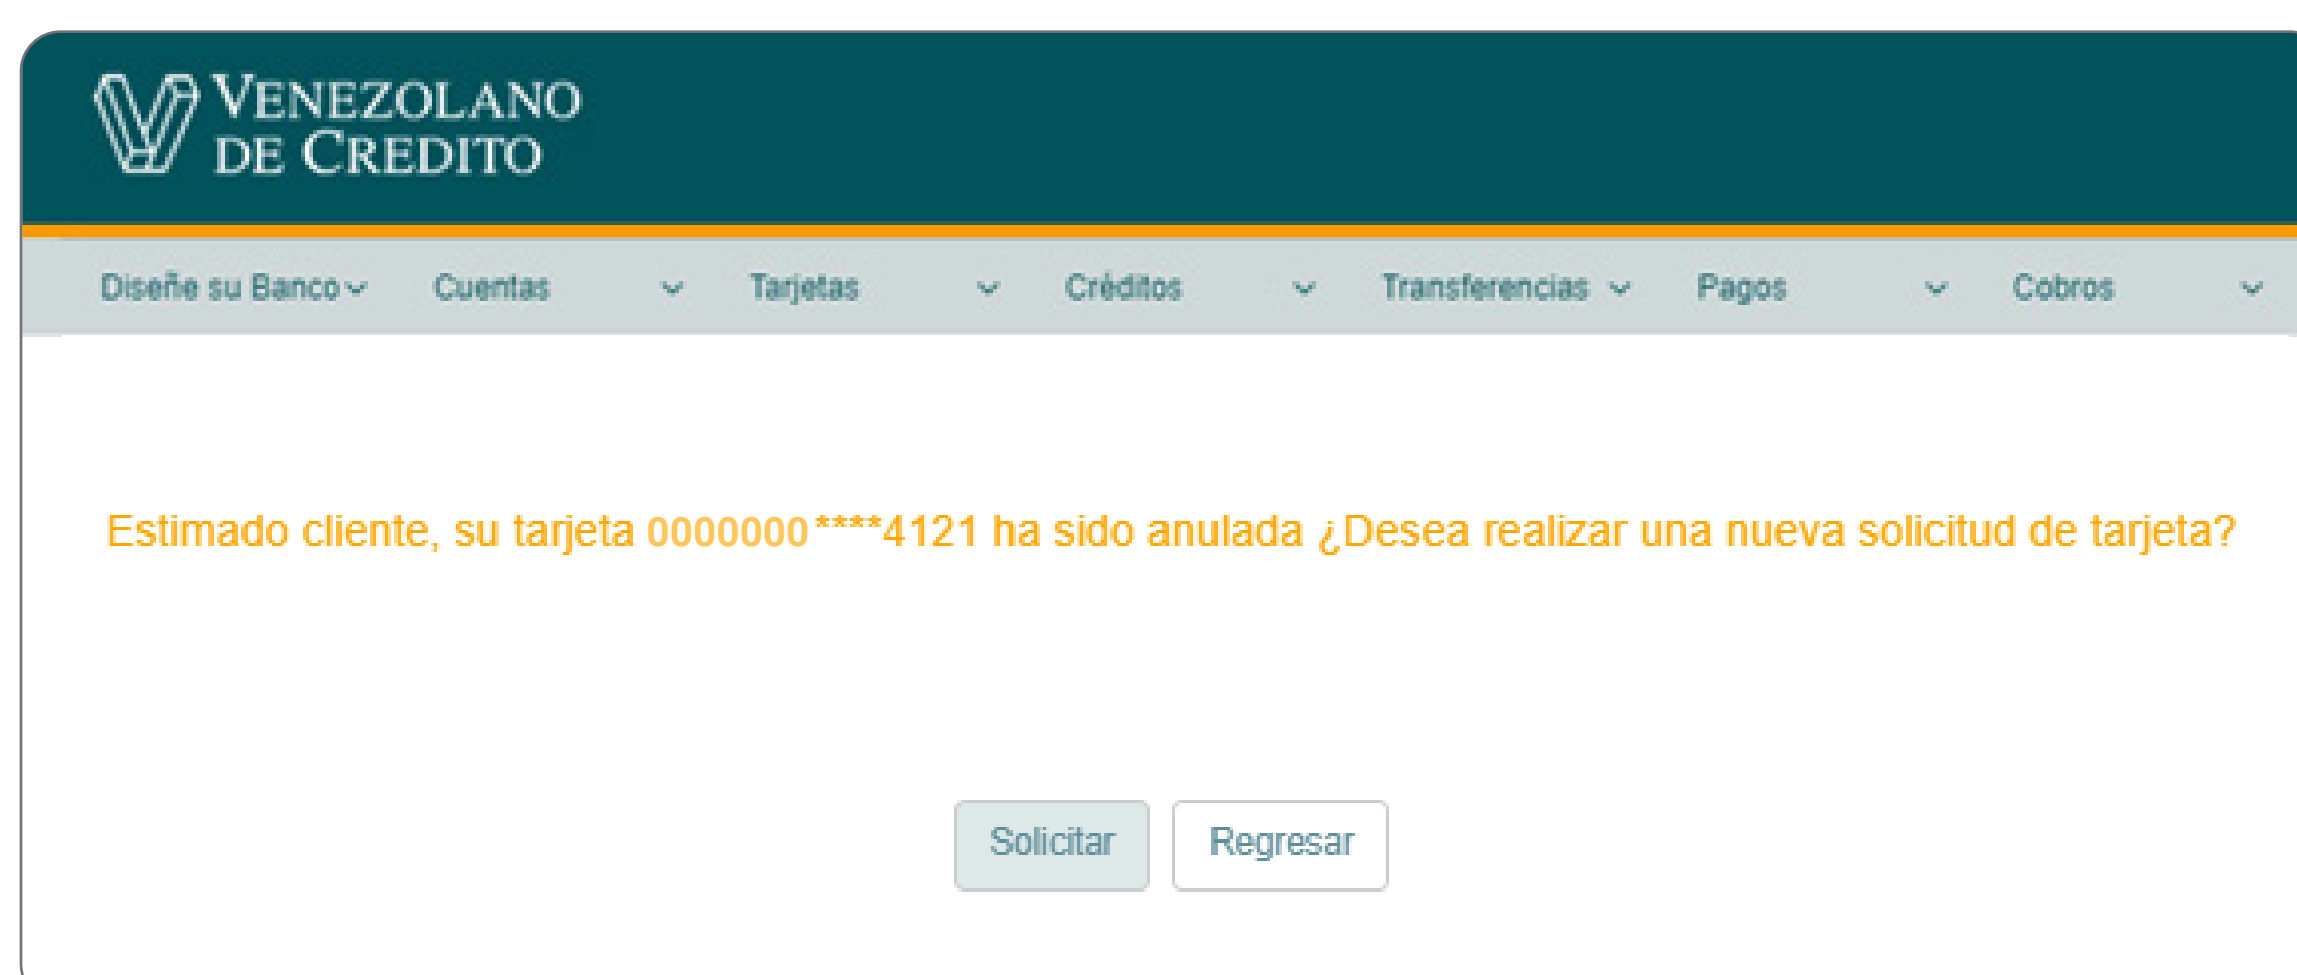 VENEZOLANO
DE CREDITO
Diseñe su Banco Cuentas Tarjetas Créditos Transferencias Pagos Cobros
Estimado cliente, su tarjeta 0000000****4121 ha sido anulada ¿Desea realizar una nueva solicitud de tarjeta?
Solicitar Regresar